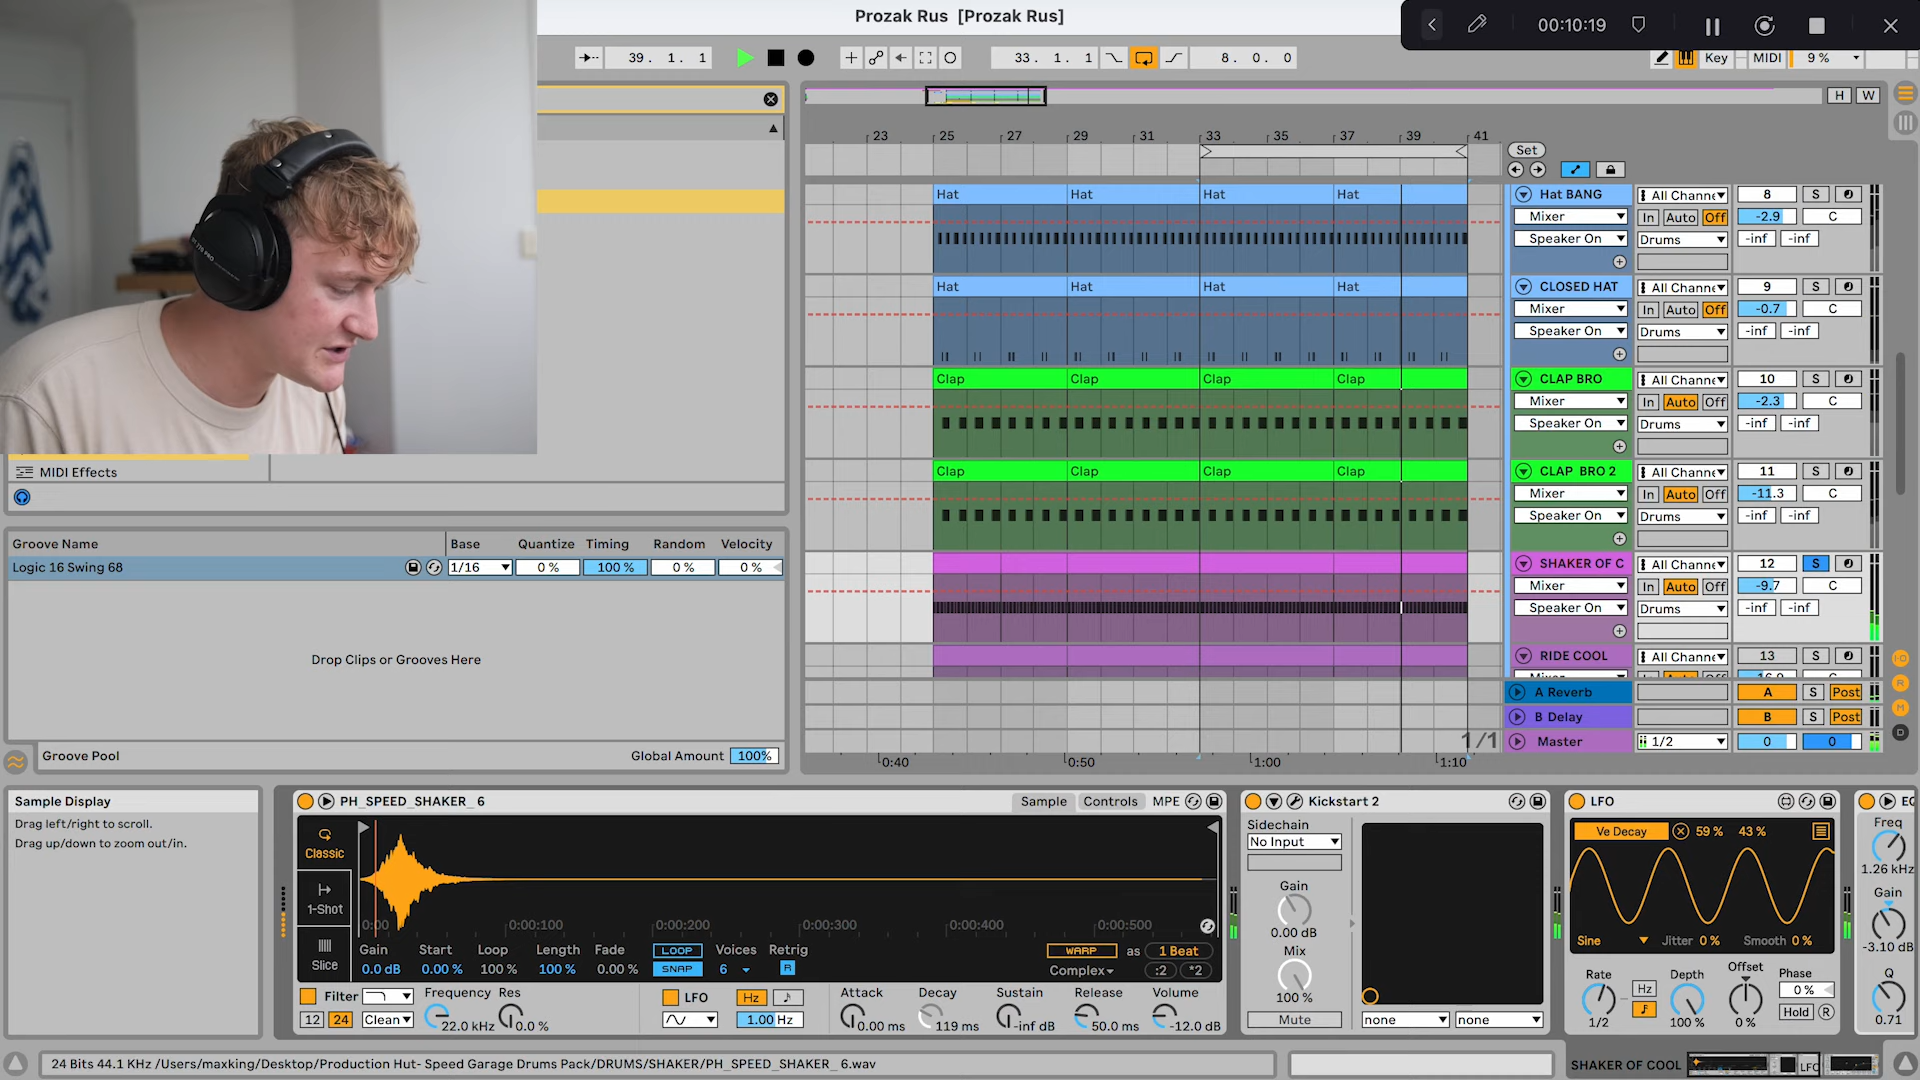 Prozak Rus [Prozak Rus]
00:10:19
39. 1. 1
33. 1. 1
8. 0. 0
Key
MIDI
9 %
H
W
23 25 27 29 31 33 35 37 39 41
Set
Hat Hat Hat Hat
Hat BANG
Mixer
Speaker On
All Channe
In Auto Off
Drums
8 S
-2.9 C
-inf -inf
Hat Hat Hat Hat
CLOSED HAT
Mixer
Speaker On
All Channe
In Auto Off
Drums
9 S
-0.7 C
-inf -inf
Clap Clap Clap Clap
CLAP BRO
Mixer
Speaker On
All Channe
In Auto Off
Drums
10 S
-2.3 C
-inf -inf
Clap Clap Clap Clap
CLAP BRO 2
Mixer
Speaker On
All Channe
In Auto Off
Drums
11 S
-11.3 C
-inf -inf
SHAKER OF C
Mixer
Speaker On
All Channe
In Auto Off
Drums
12 S
-9.7 C
-inf -inf
RIDE COOL
All Channe
13 S
A Reverb
A S Post
B Delay
B S Post
1/1
Master
1/2
0 0
0:40 0:50 1:00 1:10
MIDI Effects
Groove Name Base Quantize Timing Random Velocity
Logic 16 Swing 68 1/16 0 % 100 % 0 % 0 %
Drop Clips or Grooves Here
Groove Pool
Global Amount 100%
Sample Display
Drag left/right to scroll.
Drag up/down to zoom out/in.
PH_SPEED_SHAKER_ 6
Sample Controls MPE
Classic
1-Shot
Slice
0:00 0:00:100 0:00:200 0:00:300 0:00:400 0:00:500
Gain Start Loop Length Fade LOOP Voices Retrig WARP as 1 Beat
0.0 dB 0.00 % 100 % 100 % 0.00 % SNAP 6 R Complex :2 *2
Filter
12 24 Clean
Frequency Res
22.0 kHz 0.0 %
LFO Hz
1.00 Hz
Attack Decay Sustain Release Volume
0.00 ms 119 ms -inf dB 50.0 ms -12.0 dB
Kickstart 2
Sidechain
No Input
Gain
0.00 dB
Mix
100 %
Mute
none none
LFO
Ve Decay 59 % 43 %
Sine Jitter 0 % Smooth 0 %
Rate
1/2
Hz
Depth
100 %
Offset
0 %
Phase
0 %
Hold R
Freq
1.26 kHz
Gain
-3.10 dB
Q
0.71
24 Bits 44.1 KHz /Users/maxking/Desktop/Production Hut- Speed Garage Drums Pack/DRUMS/SHAKER/PH_SPEED_SHAKER_ 6.wav
SHAKER OF COOL
LFO